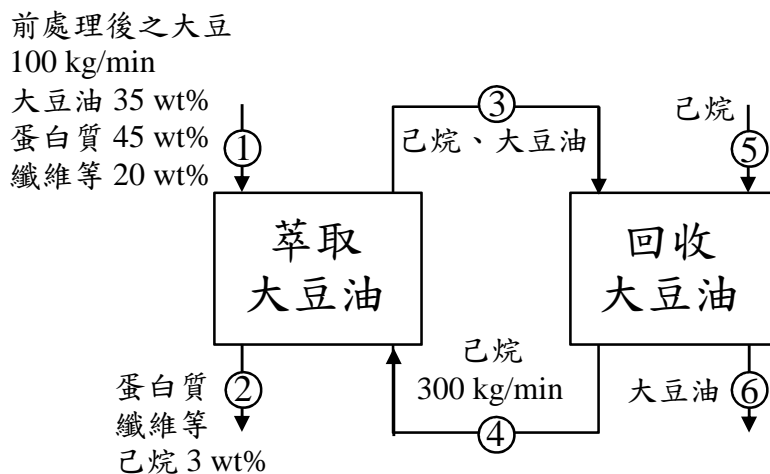 前處理後之大豆
100 kg/min
大豆油 35 wt%
蛋白質 45 wt%
纖維等 20 wt%
①
③
己烷、大豆油
己烷
⑤
萃取
大豆油
回收
大豆油
己烷
300 kg/min
④
②
蛋白質
纖維等
己烷 3 wt%
大豆油
⑥